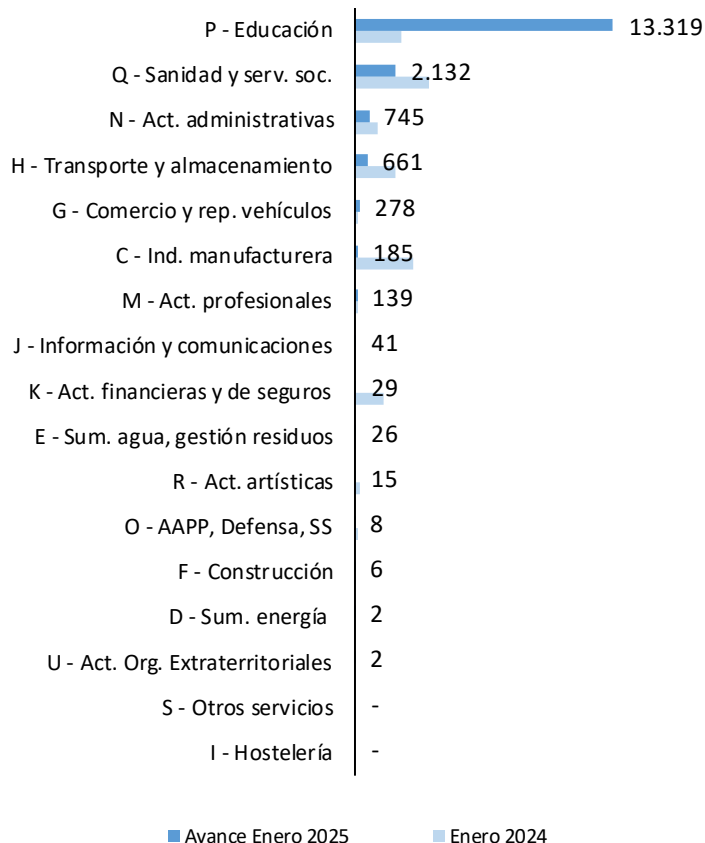 P - Educación 13.319
Q - Sanidad y serv. soc. 2.132
N - Act. administrativas 745
H - Transporte y almacenamiento 661
G - Comercio y rep. vehículos 278
C - Ind. manufacturera 185
M - Act. profesionales 139
J - Información y comunicaciones 41
K - Act. financieras y de seguros 29
E - Sum. agua, gestión residuos 26
R - Act. artísticas 15
O - AAPP, Defensa, SS 8
F - Construcción 6
D - Sum. energía 2
U - Act. Org. Extraterritoriales 2
S - Otros servicios -
I - Hostelería -
Avance Enero 2025 Enero 2024